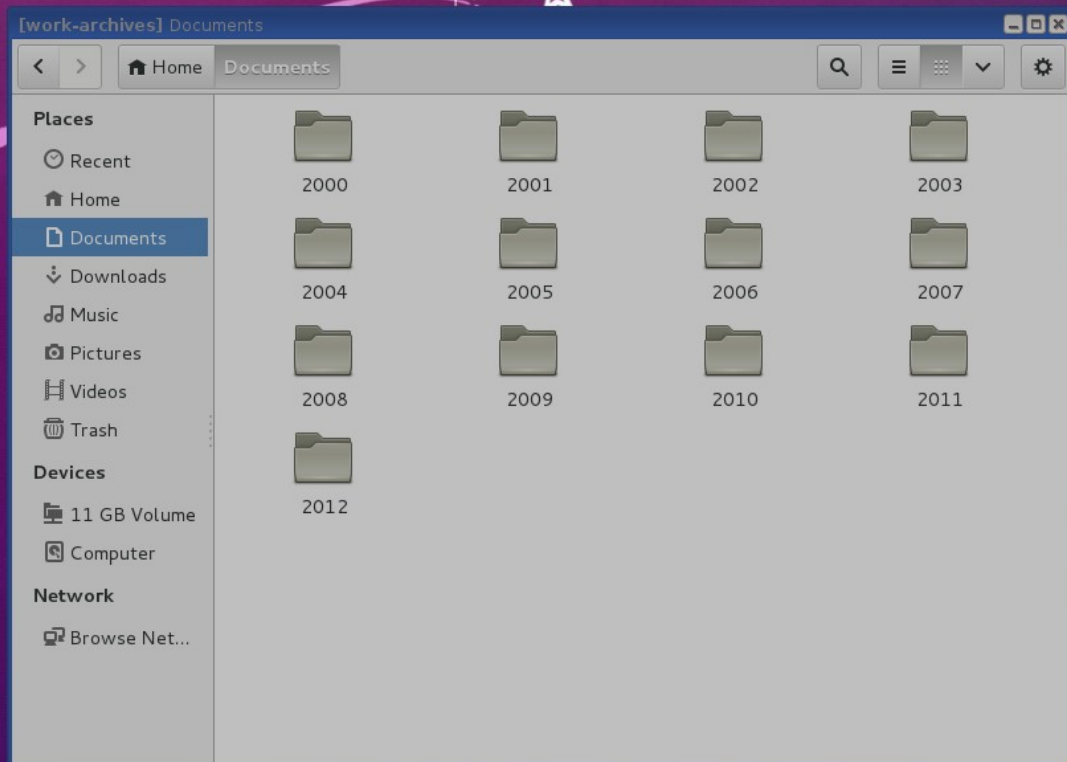 [work-archives] Documents
Home Documents
Places
Recent
Home
Documents
Downloads
Music
Pictures
Videos
Trash
Devices
11 GB Volume
Computer
Network
Browse Net...
2000 2001 2002 2003
2004 2005 2006 2007
2008 2009 2010 2011
2012